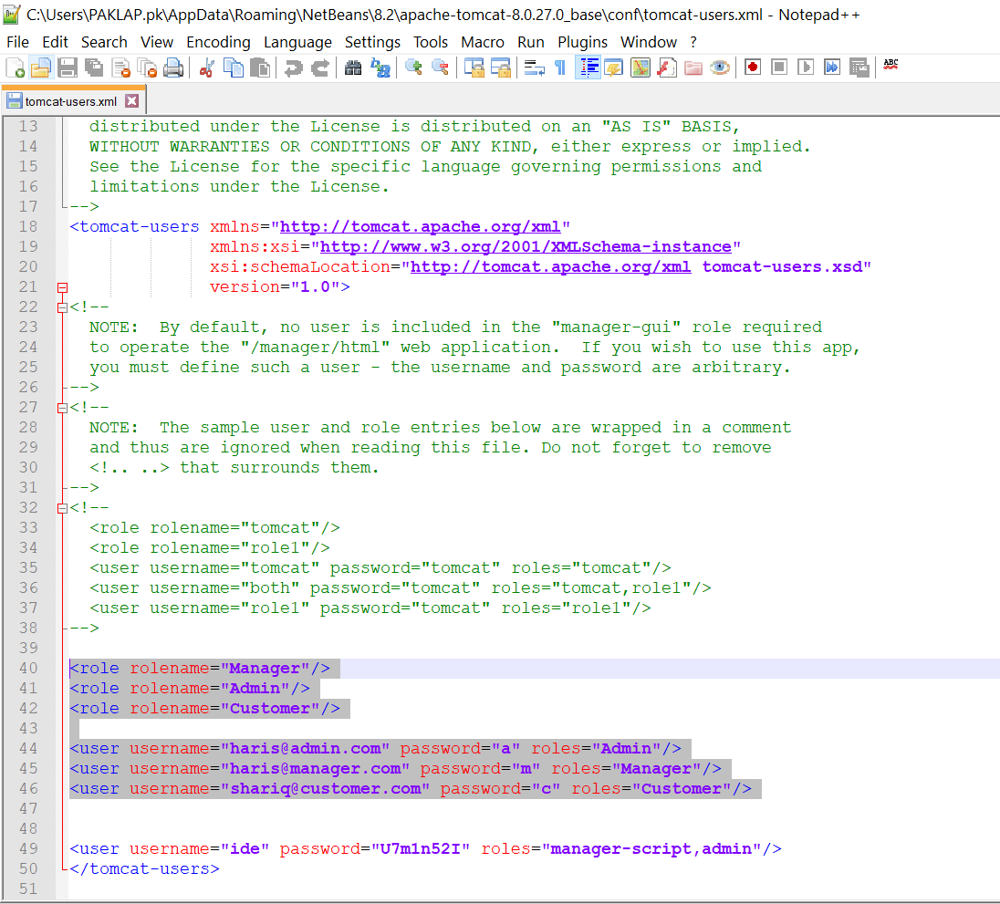 C:\Users\PAKLAP.pk\AppData\Roaming\NetBeans\8.2\apache-tomcat-8.0.27.0_base\conf\tomcat-users.xml - Notepad++
File Edit Search View Encoding Language Settings Tools Macro Run Plugins Window ?
ABC
tomcat-users.xml
13 distributed under the License is distributed on an "AS IS" BASIS,
14 WITHOUT WARRANTIES OR CONDITIONS OF ANY KIND, either express or implied.
15 See the License for the specific language governing permissions and
16 limitations under the License.
17 -->
18 <tomcat-users xmlns="http://tomcat.apache.org/xml"
19 xmlns:xsi="http://www.w3.org/2001/XMLSchema-instance"
20 xsi:schemaLocation="http://tomcat.apache.org/xml tomcat-users.xsd"
21 version="1.0">
22 <!--
23 NOTE:  By default, no user is included in the "manager-gui" role required
24 to operate the "/manager/html" web application.  If you wish to use this app,
25 you must define such a user - the username and password are arbitrary.
26 -->
27 <!--
28 NOTE:  The sample user and role entries below are wrapped in a comment
29 and thus are ignored when reading this file. Do not forget to remove
30 <!.. ..> that surrounds them.
31 -->
32 <!--
33 <role rolename="tomcat"/>
34 <role rolename="role1"/>
35 <user username="tomcat" password="tomcat" roles="tomcat"/>
36 <user username="both" password="tomcat" roles="tomcat,role1"/>
37 <user username="role1" password="tomcat" roles="role1"/>
38 -->
39
40 <role rolename="Manager"/>
41 <role rolename="Admin"/>
42 <role rolename="Customer"/>
43
44 <user username="haris@admin.com" password="a" roles="Admin"/>
45 <user username="haris@manager.com" password="m" roles="Manager"/>
46 <user username="shariq@customer.com" password="c" roles="Customer"/>
47
48
49 <user username="ide" password="U7m1n52I" roles="manager-script,admin"/>
50 </tomcat-users>
51